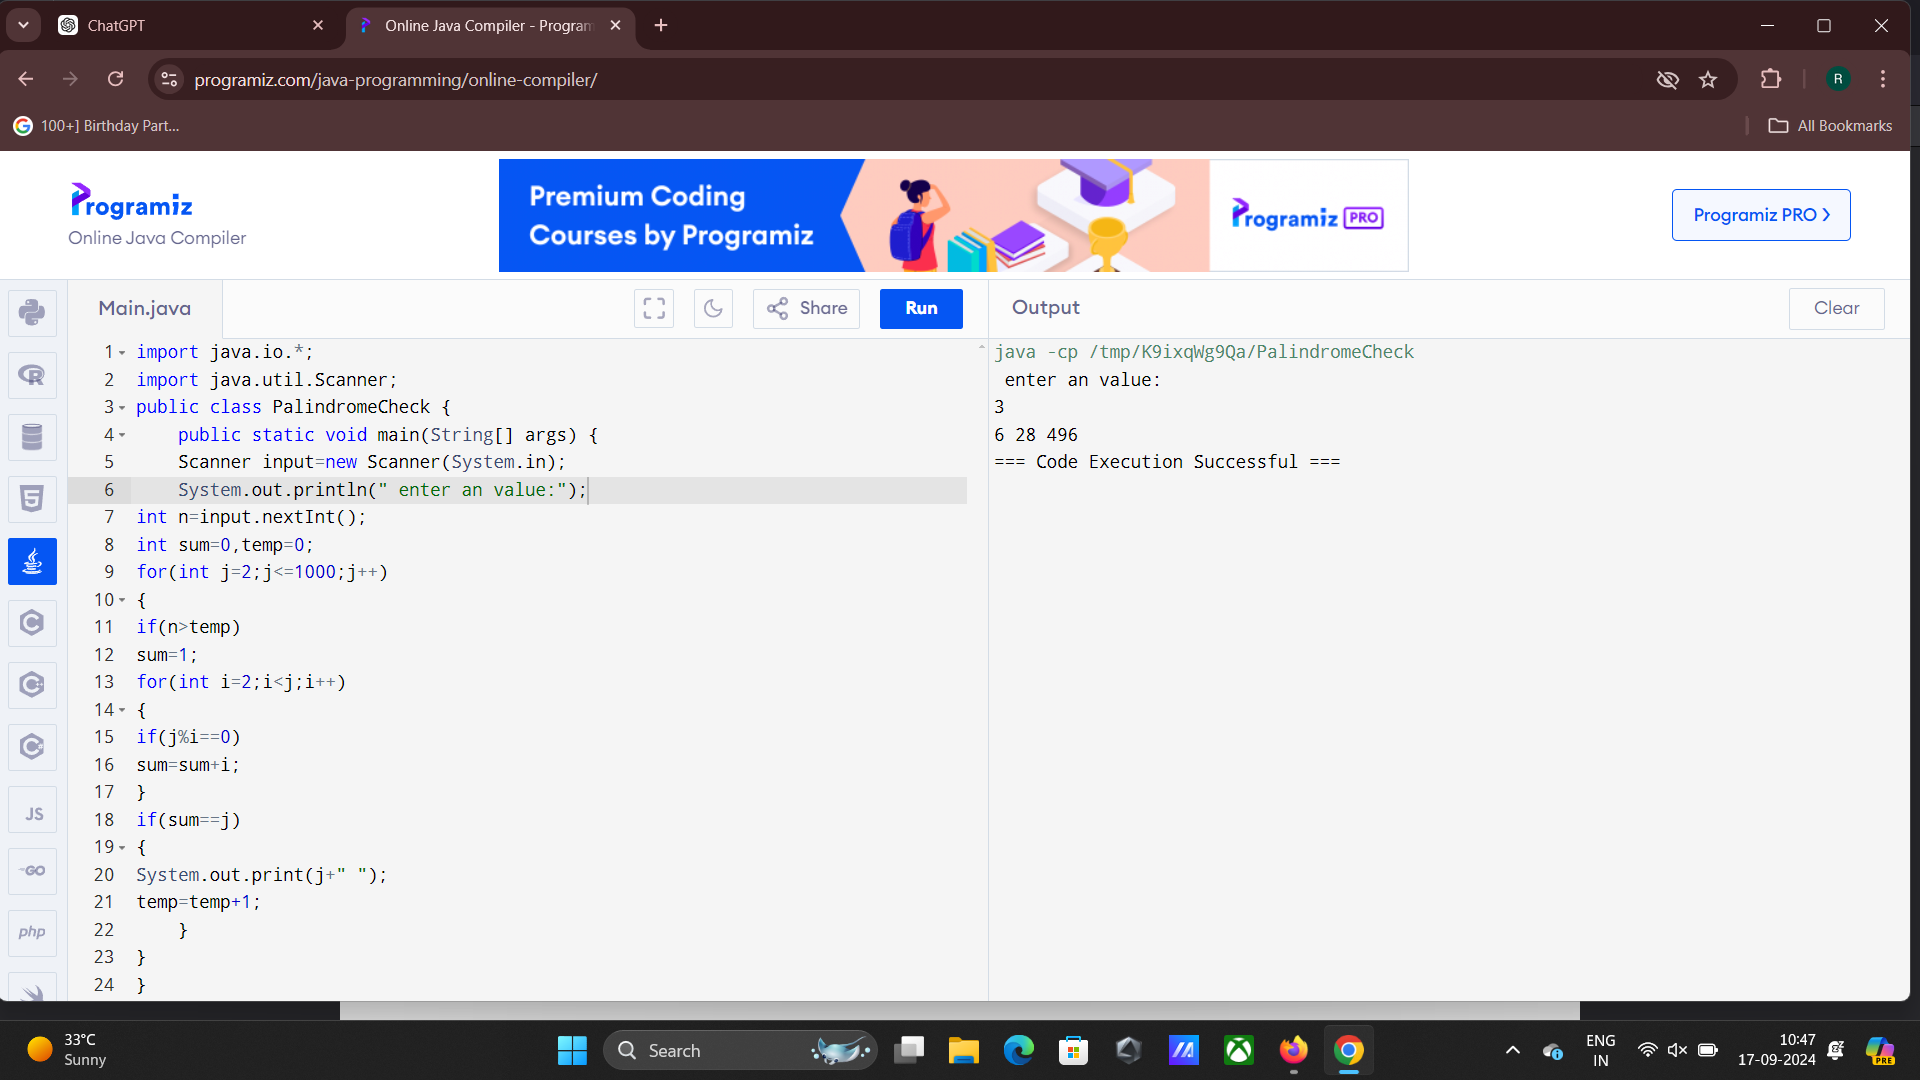 ChatGPT
Online Java Compiler - Program
programiz.com/java-programming/online-compiler/
R
100+] Birthday Part...
All Bookmarks
Programiz
Online Java Compiler
Premium Coding
Courses by Programiz
Programiz PRO
Programiz PRO >
Main.java
Share
Run
Output
Clear
1 import java.io.*;
2 import java.util.Scanner;
3 public class PalindromeCheck {
4 public static void main(String[] args) {
5 Scanner input=new Scanner(System.in);
6 System.out.println(" enter an value:");
7 int n=input.nextInt();
8 int sum=0,temp=0;
9 for(int j=2;j<=1000;j++)
10 {
11 if(n>temp)
12 sum=1;
13 for(int i=2;i<j;i++)
14 {
15 if(j%i==0)
16 sum=sum+i;
17 }
18 if(sum==j)
19 {
20 System.out.print(j+" ");
21 temp=temp+1;
22 }
23 }
24 }
java -cp /tmp/K9ixqWg9Qa/PalindromeCheck
enter an value:
3
6 28 496
=== Code Execution Successful ===
R
5
C
C
C
JS
GO
php
33°C
Sunny
Search
ENG
IN
10:47
17-09-2024
PRE